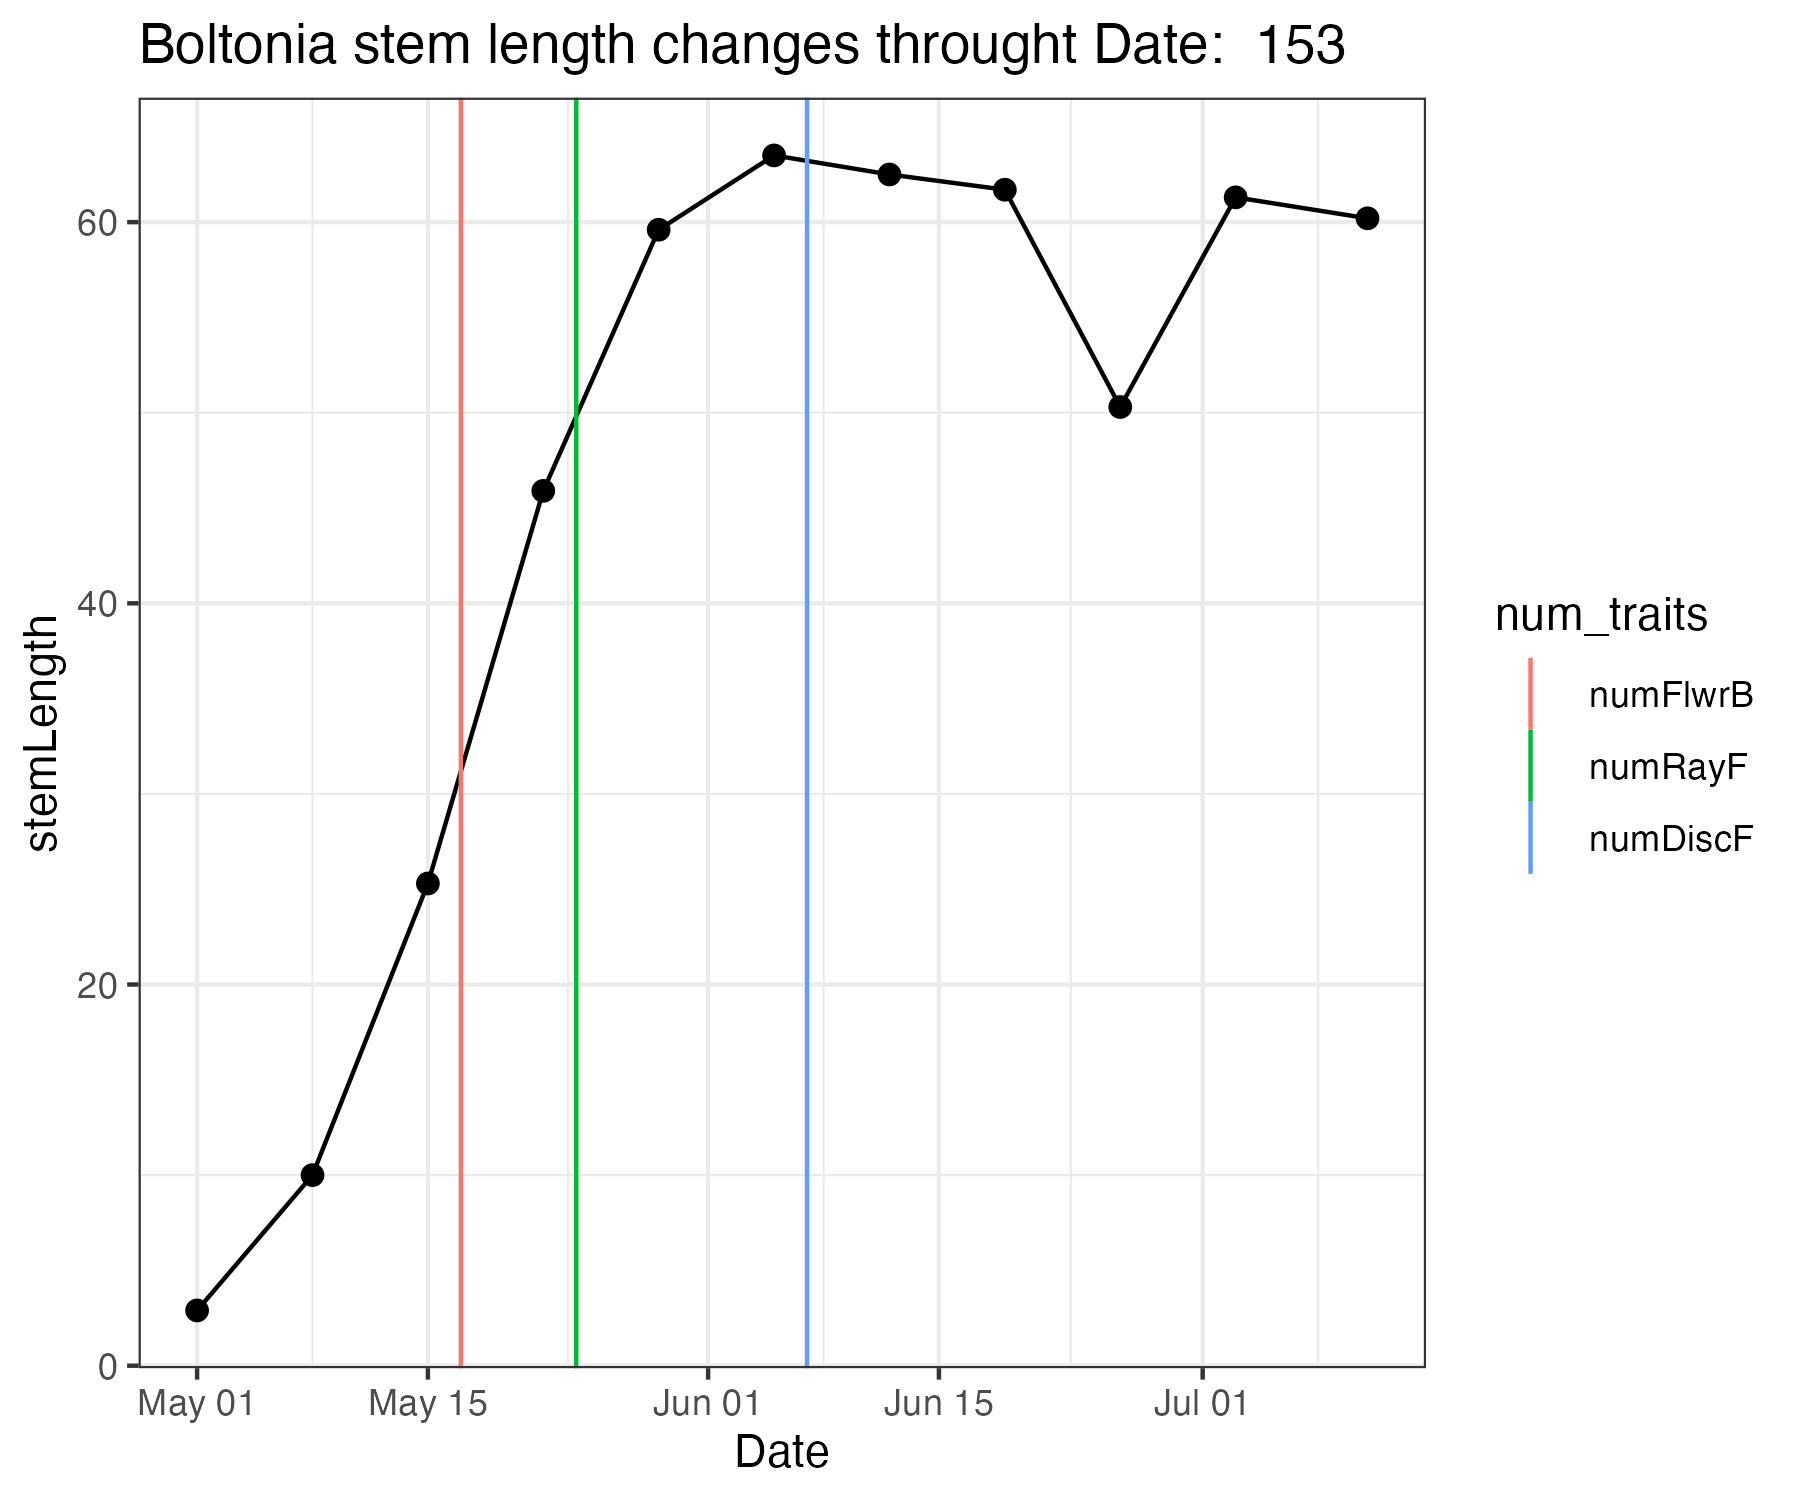 Boltonia stem length changes throught Date:  153
stemLength
60
40
20
0
May 01
May 15
Jun 01
Jun 15
Jul 01
Date
num_traits
numFlwrB
numRayF
numDiscF